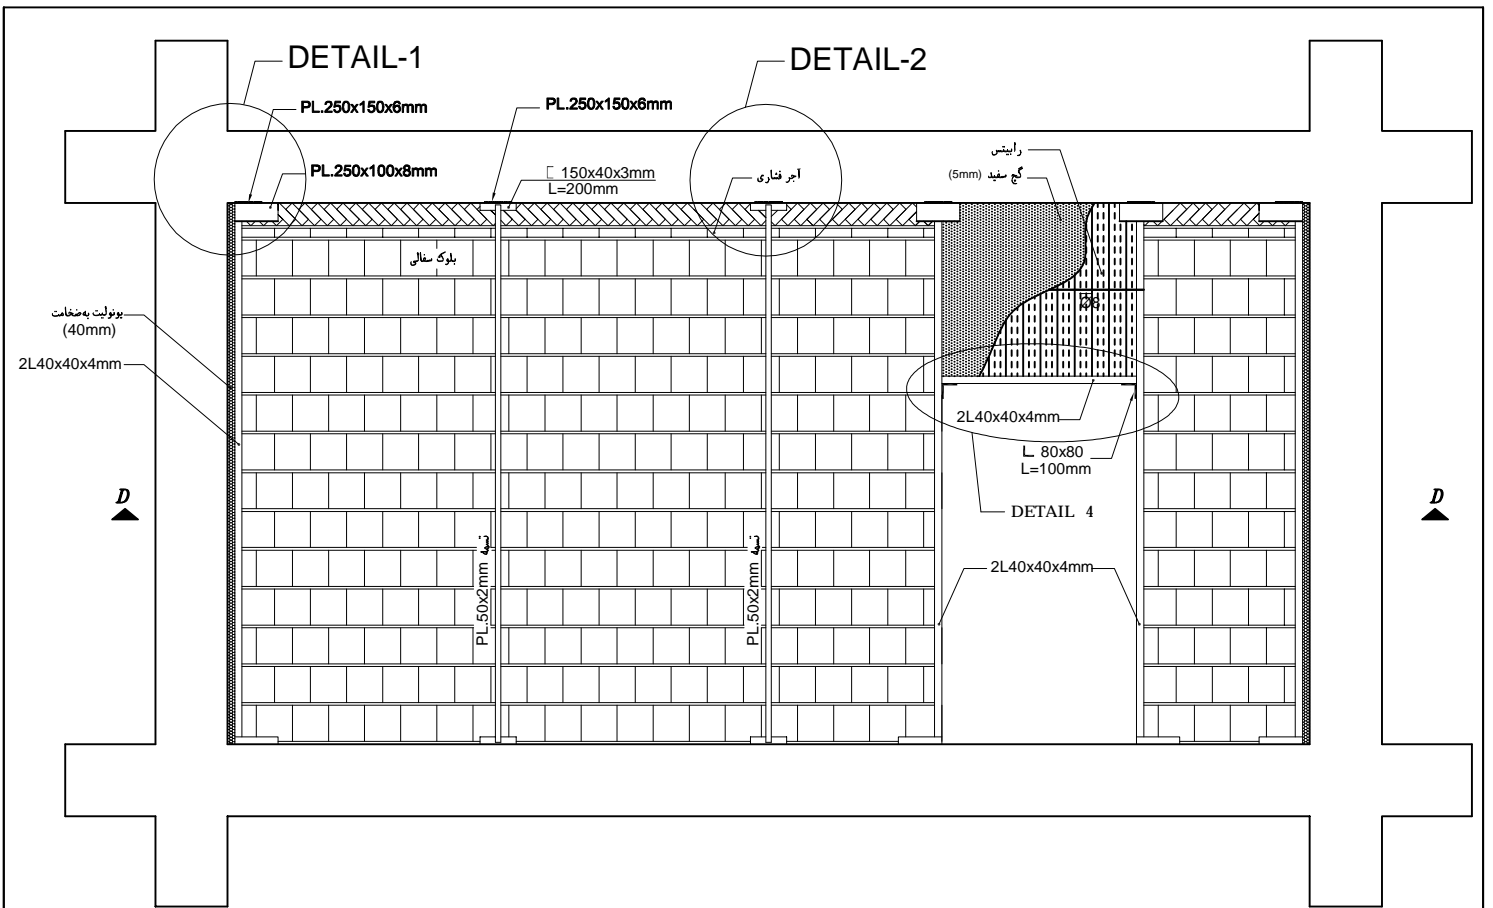 DETAIL-1
DETAIL-2
PL.250x150x6mm
PL.250x150x6mm
PL.250x100x8mm
150x40x3mm
L=200mm
آجر فشاری
رابیتس
گچ سفید (5mm)
بلوک سفالی
یونولیت به‌ضخامت
(40mm)
2L40x40x4mm
Ø8
2L40x40x4mm
L 80x80
L=100mm
DETAIL 4
D
D
تسمه PL.50x2mm
تسمه PL.50x2mm
2L40x40x4mm